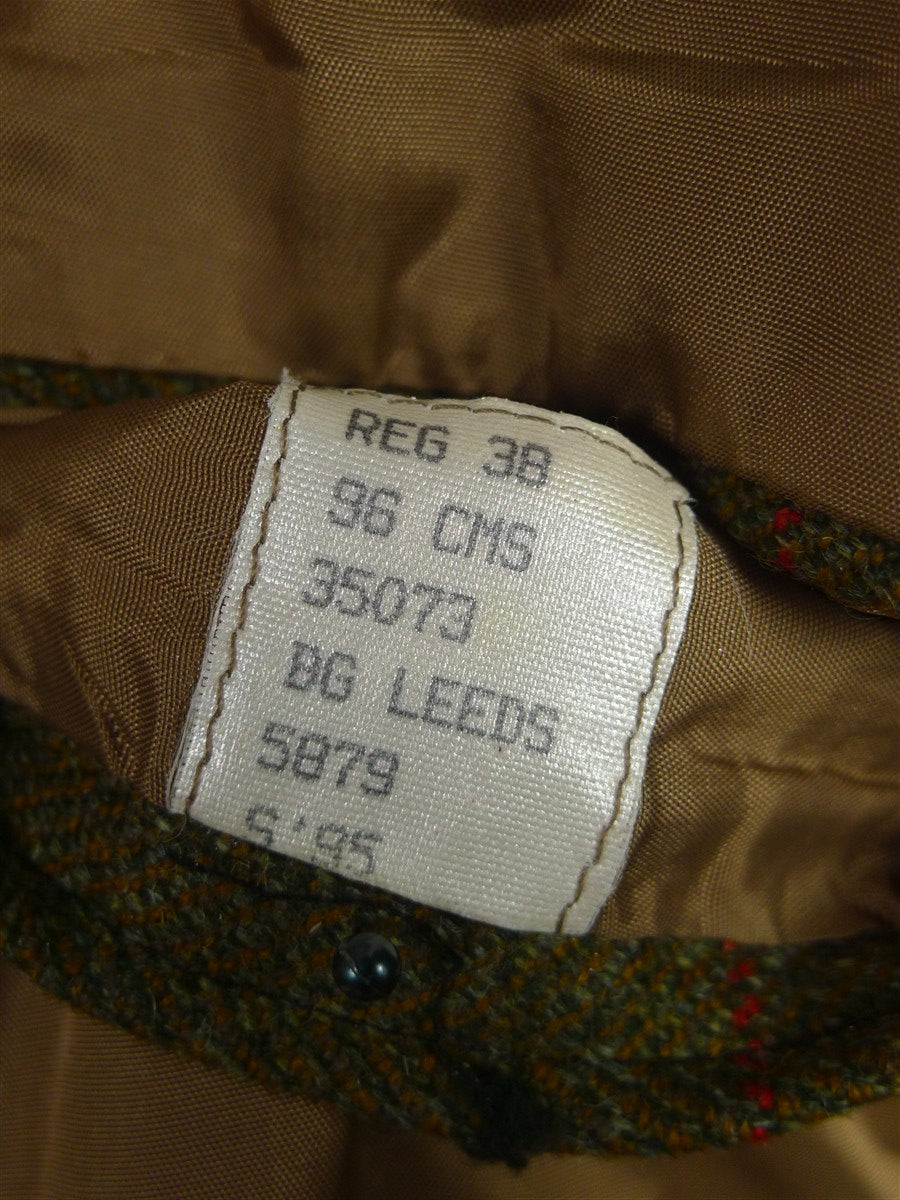 REG 38
96 CMS
35073
BG LEEDS
5879
S'95